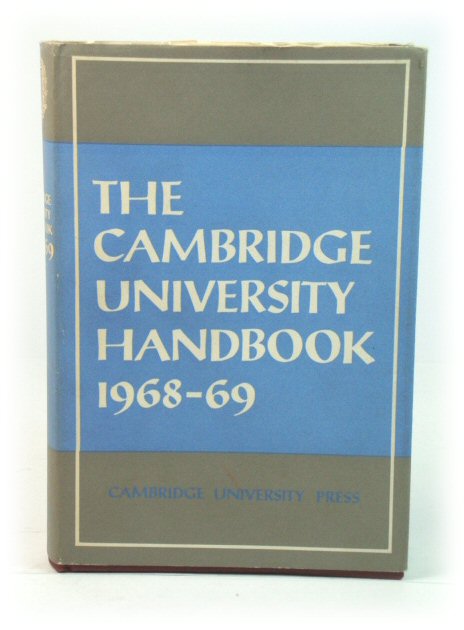 THE
CAMBRIDGE
UNIVERSITY
HANDBOOK
1968-69
CAMBRIDGE UNIVERSITY PRESS